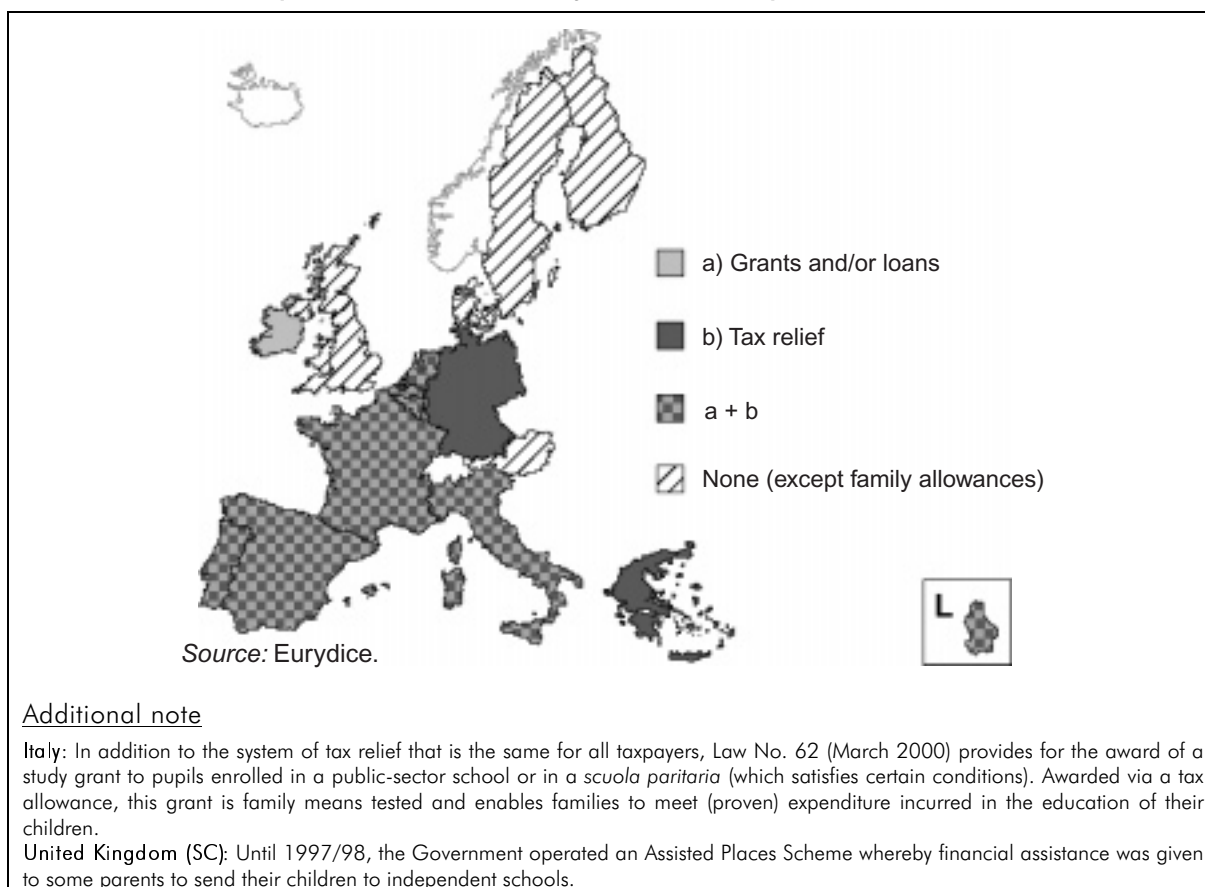 a) Grants and/or loans
b) Tax relief
a + b
None (except family allowances)
L
Source: Eurydice.
Additional note
Italy: In addition to the system of tax relief that is the same for all taxpayers, Law No. 62 (March 2000) provides for the award of a
study grant to pupils enrolled in a public-sector school or in a scuola paritaria (which satisfies certain conditions). Awarded via a tax
allowance, this grant is family means tested and enables families to meet (proven) expenditure incurred in the education of their
children.
United Kingdom (SC): Until 1997/98, the Government operated an Assisted Places Scheme whereby financial assistance was given
to some parents to send their children to independent schools.